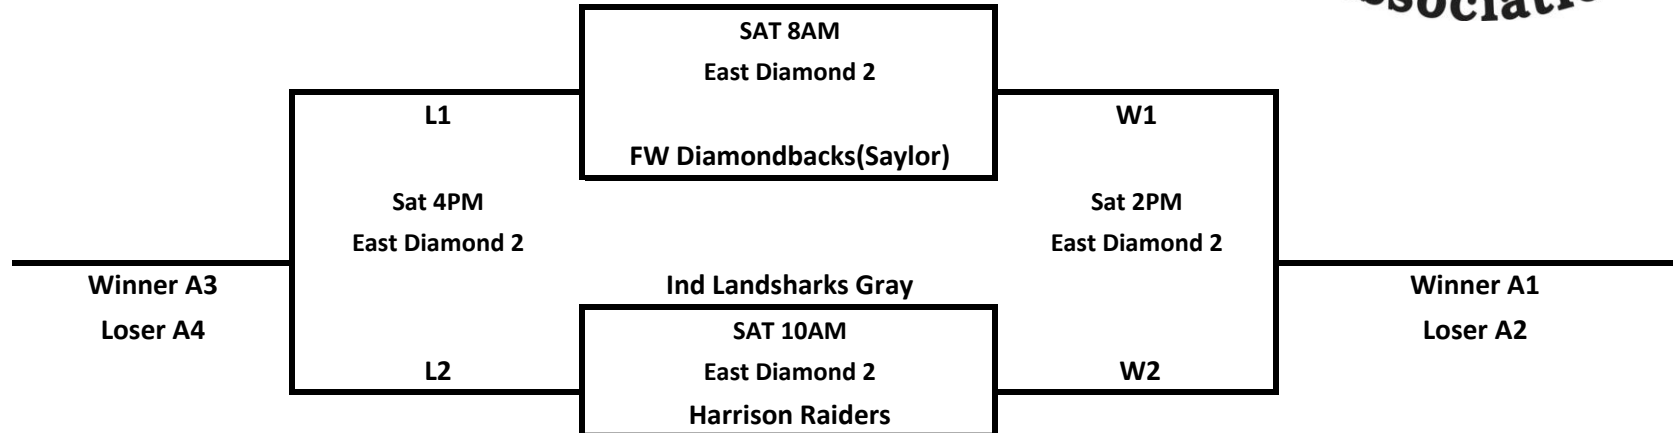 SAT 8AM
East Diamond 2
L1
W1
FW Diamondbacks(Saylor)
Sat 4PM
Sat 2PM
East Diamond 2
East Diamond 2
Winner A3
Ind Landsharks Gray
Winner A1
Loser A4
SAT 10AM
Loser A2
L2
East Diamond 2
W2
Harrison Raiders